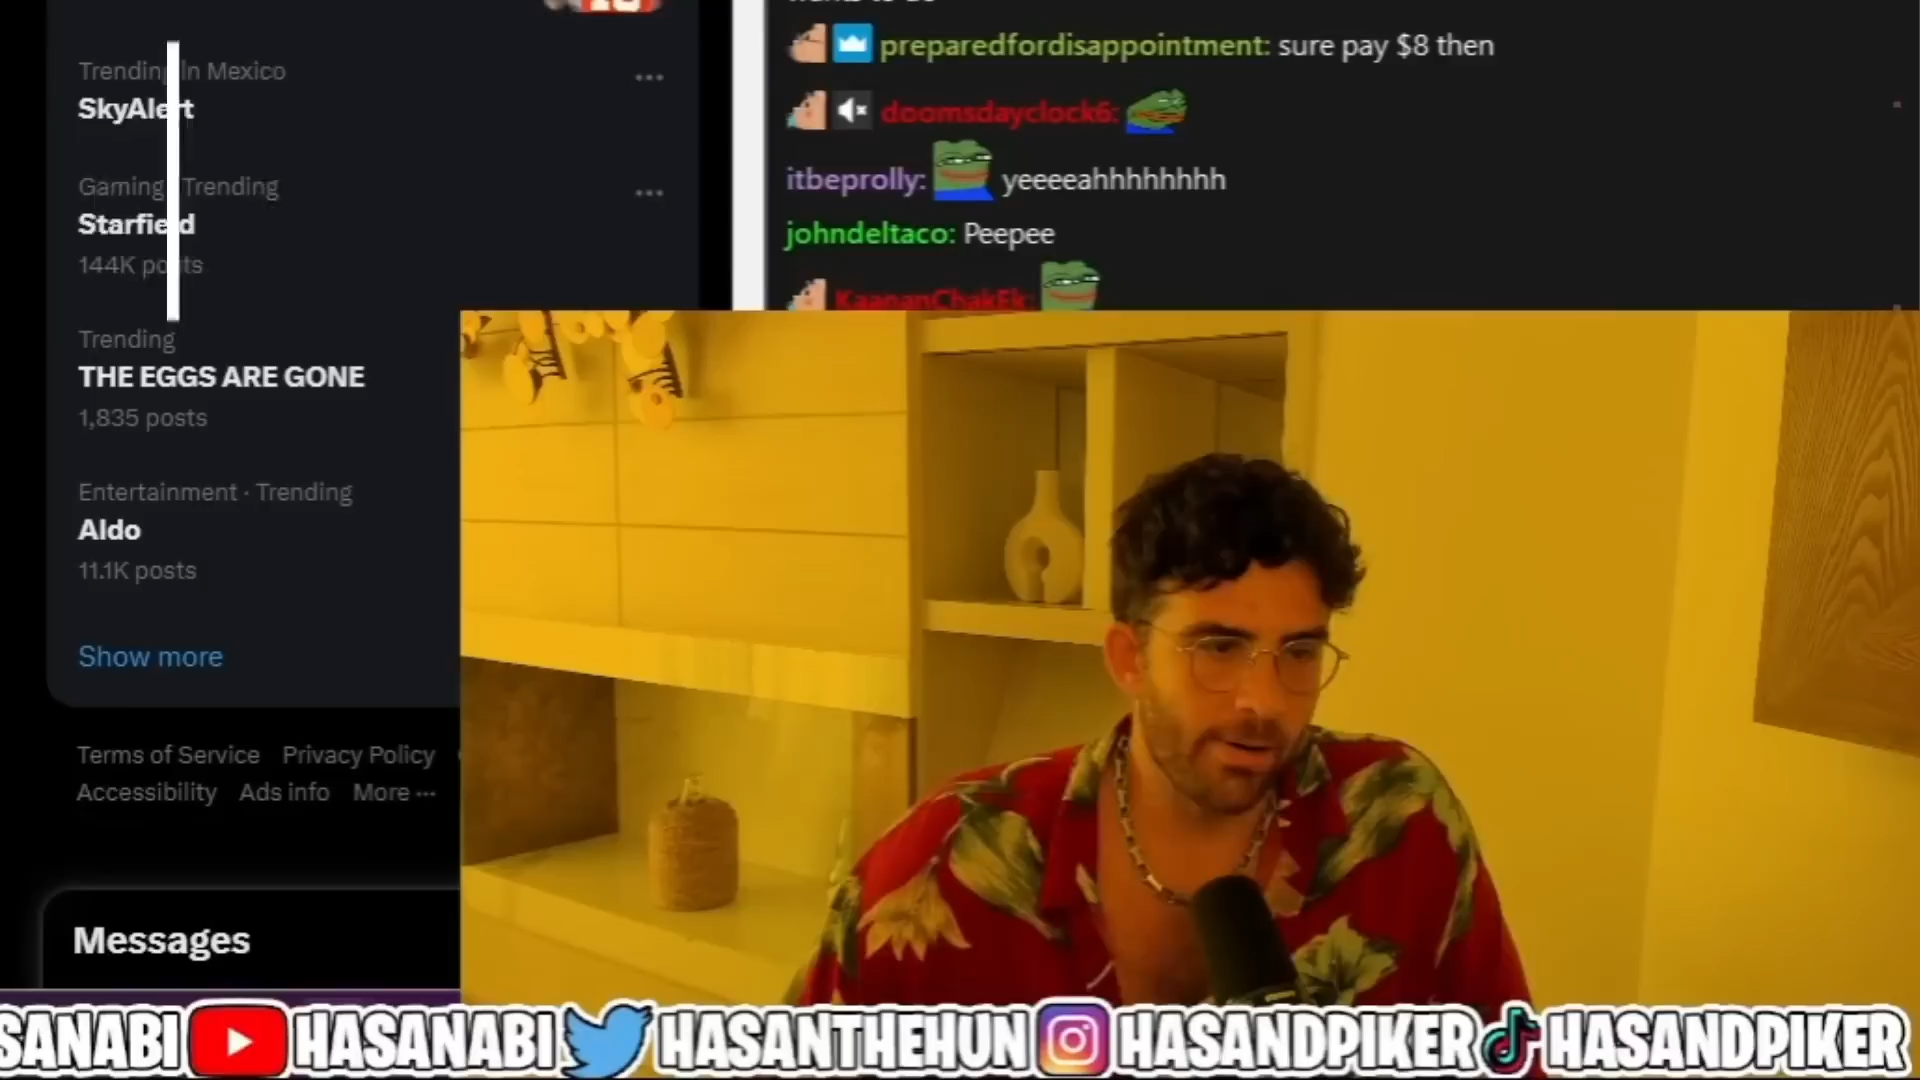 Trending in Mexico
SkyAlert
Gaming · Trending
Starfield
144K posts
Trending
THE EGGS ARE GONE
1,835 posts
Entertainment · Trending
Aldo
11.1K posts
Show more
Terms of Service Privacy Policy
Accessibility Ads info More ...
Messages
preparedfordisappointment: sure pay $8 then
doomsdayclock6:
itbeprolly: yeeeeahhhhhhhh
johndeltaco: Peepee
KaananChakEk:
SANABI HASANABI HASANTHEHUN HASANDPIKER HASANDPIKER